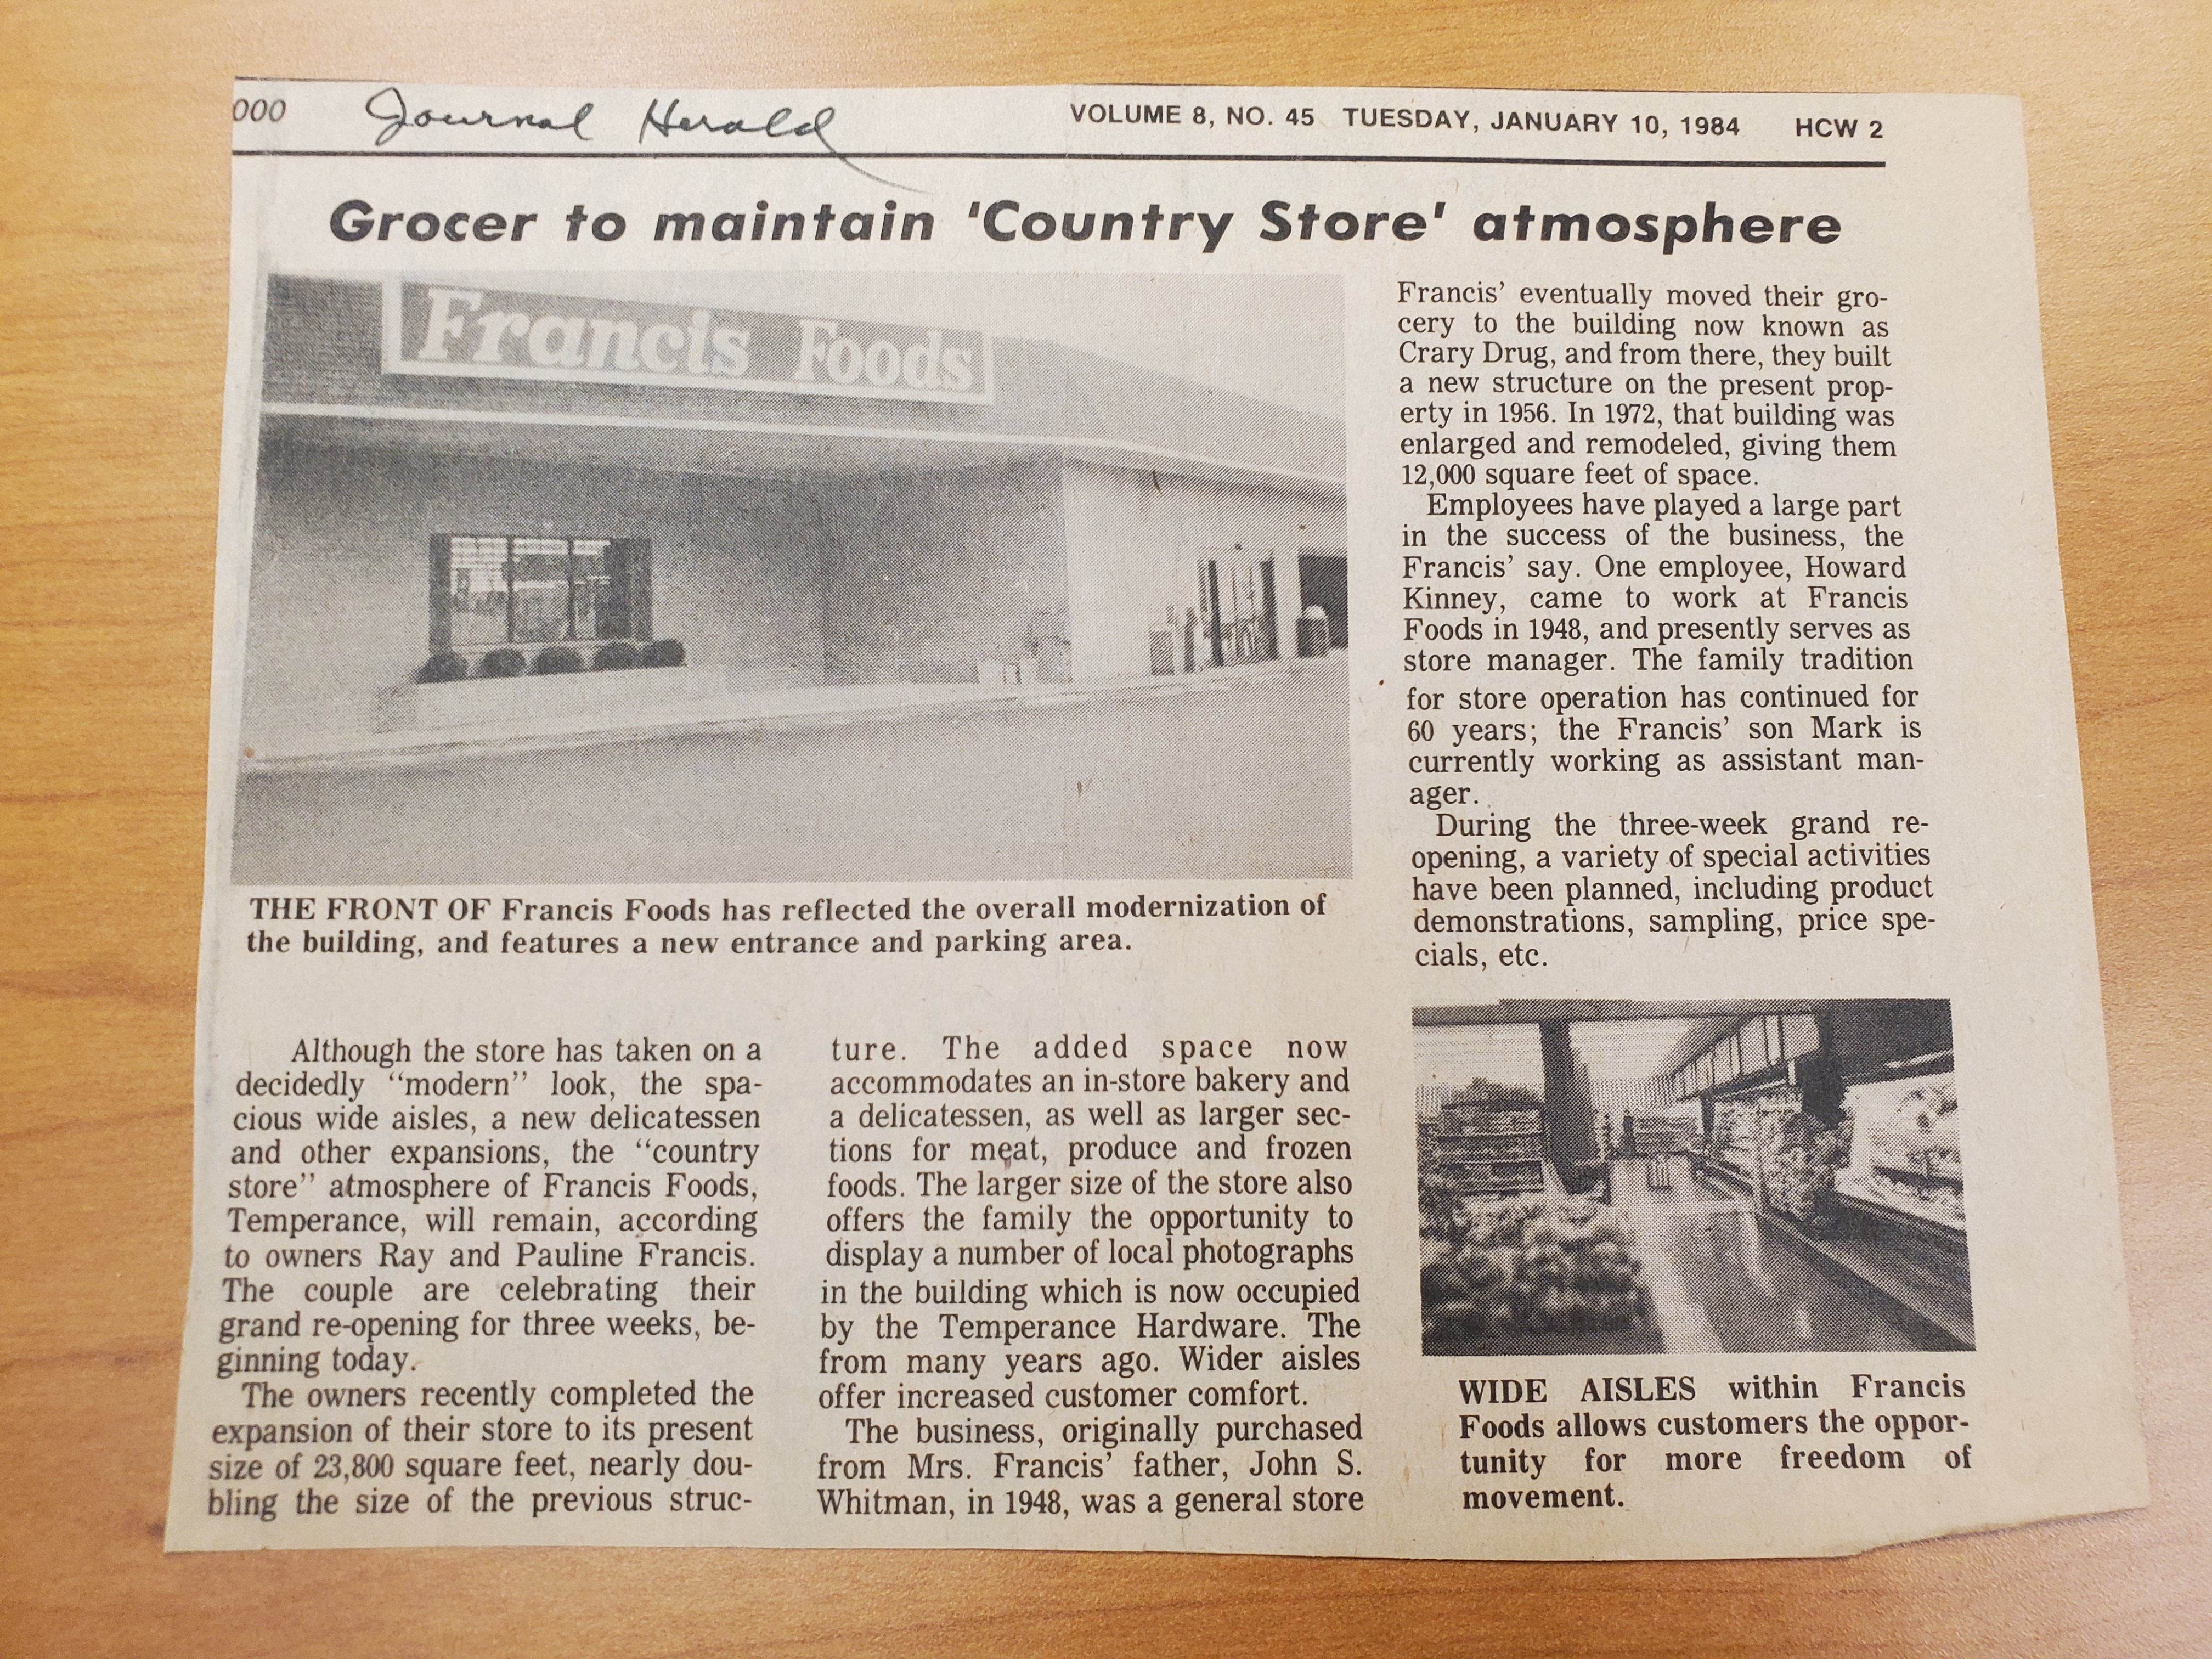 000 Journal Herald VOLUME 8, NO. 45 TUESDAY, JANUARY 10, 1984 HCW 2
Grocer to maintain 'Country Store' atmosphere
Francis Foods
THE FRONT OF Francis Foods has reflected the overall modernization of
the building, and features a new entrance and parking area.
Although the store has taken on a
decidedly "modern" look, the spa-
cious wide aisles, a new delicatessen
and other expansions, the "country
store" atmosphere of Francis Foods,
Temperance, will remain, according
to owners Ray and Pauline Francis.
The couple are celebrating their
grand re-opening for three weeks, be-
ginning today.
The owners recently completed the
expansion of their store to its present
size of 23,800 square feet, nearly dou-
bling the size of the previous struc-
ture. The added space now
accommodates an in-store bakery and
a delicatessen, as well as larger sec-
tions for meat, produce and frozen
foods. The larger size of the store also
offers the family the opportunity to
display a number of local photographs
in the building which is now occupied
by the Temperance Hardware. The
from many years ago. Wider aisles
offer increased customer comfort.
The business, originally purchased
from Mrs. Francis' father, John S.
Whitman, in 1948, was a general store
Francis' eventually moved their gro-
cery to the building now known as
Crary Drug, and from there, they built
a new structure on the present prop-
erty in 1956. In 1972, that building was
enlarged and remodeled, giving them
12,000 square feet of space.
Employees have played a large part
in the success of the business, the
Francis' say. One employee, Howard
Kinney, came to work at Francis
Foods in 1948, and presently serves as
store manager. The family tradition
for store operation has continued for
60 years; the Francis' son Mark is
currently working as assistant man-
ager.
During the three-week grand re-
opening, a variety of special activities
have been planned, including product
demonstrations, sampling, price spe-
cials, etc.
WIDE AISLES within Francis
Foods allows customers the oppor-
tunity for more freedom of
movement.